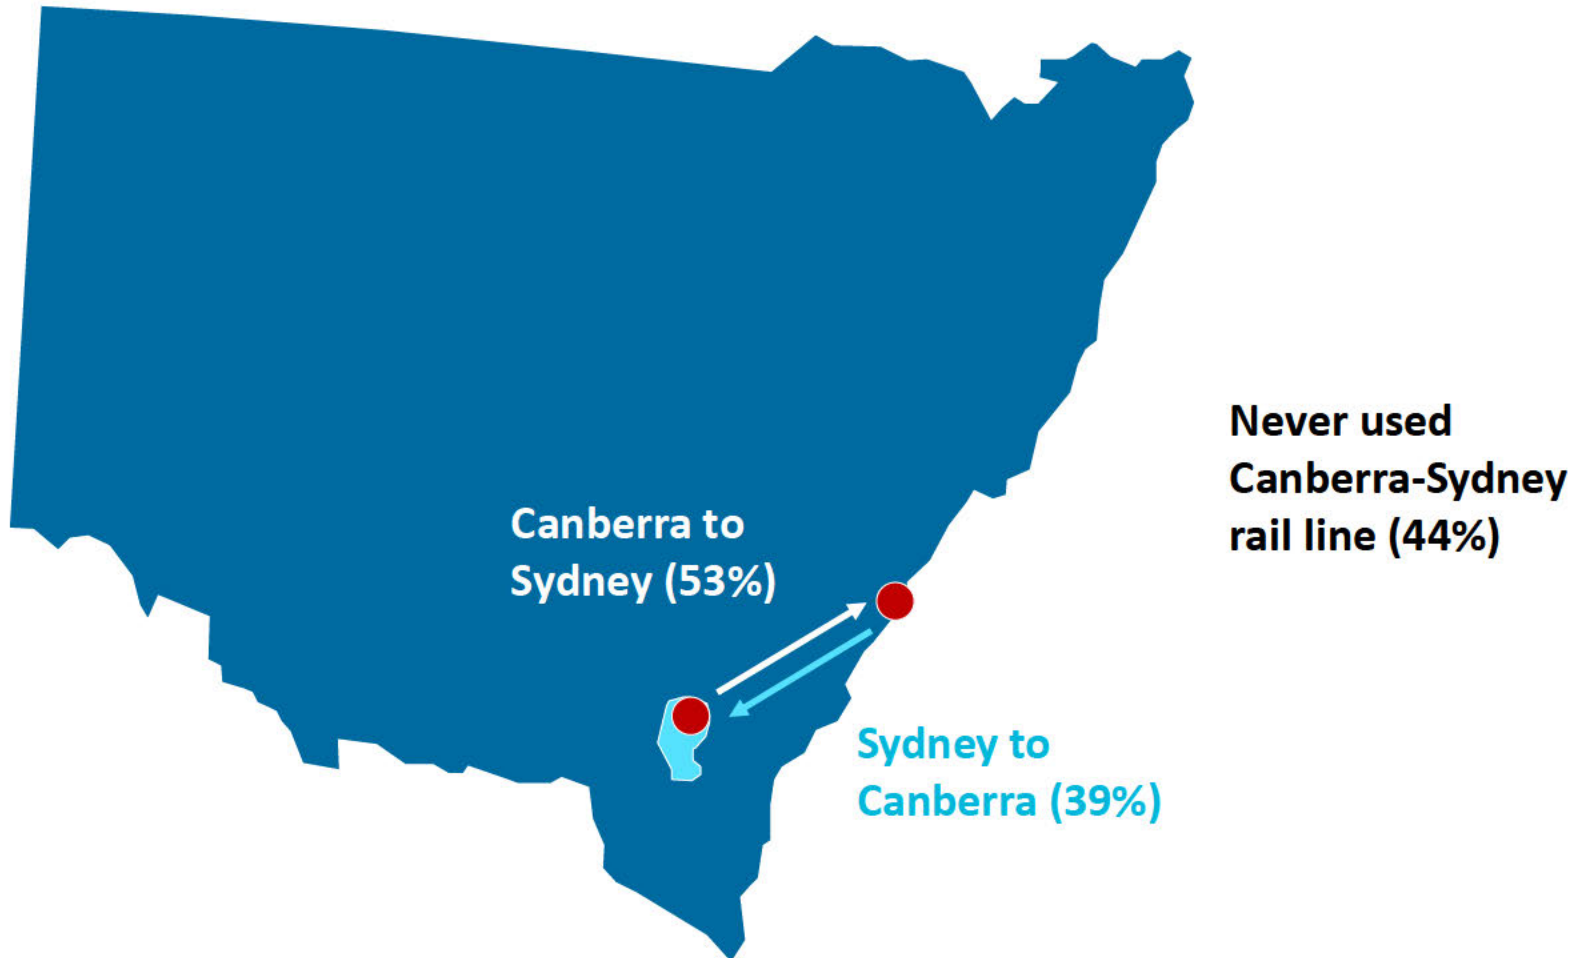 Never used
Canberra-Sydney
rail line (44%)
Canberra to
Sydney (53%)
Sydney to
Canberra (39%)